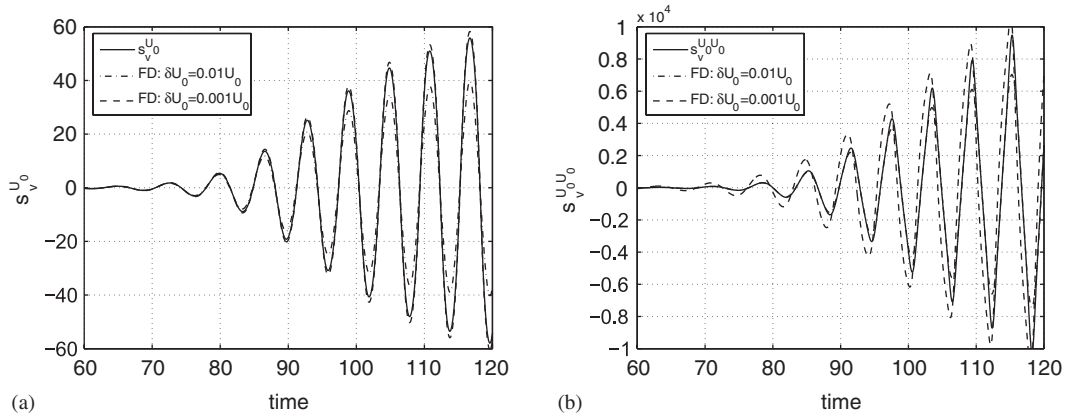 60
40
20
0
−20
−40
−60
s_v^{U_0}
s_v^{U_0}
FD: δU_0=0.01U_0
FD: δU_0=0.001U_0
60 70 80 90 100 110 120
time
(a)
x 10^4
1
0.8
0.6
0.4
0.2
0
−0.2
−0.4
−0.6
−0.8
−1
s_v^{U_0U_0}
s_v^{U_0U_0}
FD: δU_0=0.01U_0
FD: δU_0=0.001U_0
60 70 80 90 100 110 120
time
(b)